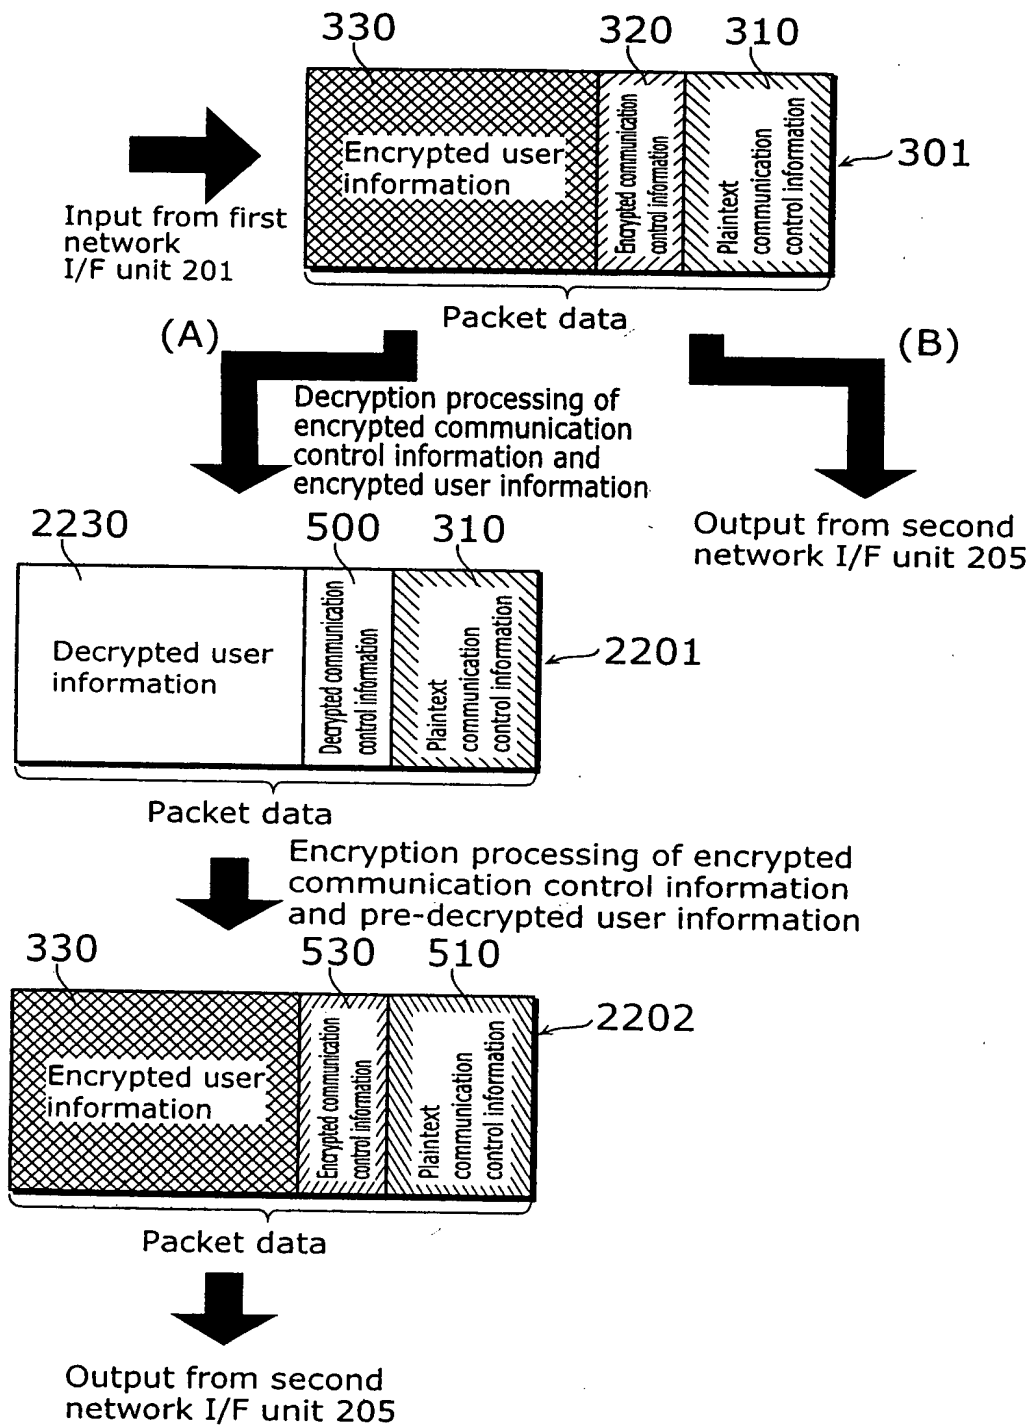 330
320
310
Encrypted user
information
Encrypted communication
control information
Plaintext
communication
control information
301
Input from first
network
I/F unit 201
Packet data
(A)
(B)
Decryption processing of
encrypted communication
control information and
encrypted user information
Output from second
network I/F unit 205
2230
500
310
Decrypted user
information
Decrypted communication
control information
Plaintext
communication
control information
2201
Packet data
Encryption processing of encrypted
communication control information
and pre-decrypted user information
330
530
510
Encrypted user
information
Encrypted communication
control information
Plaintext
communication
control information
2202
Packet data
Output from second
network I/F unit 205